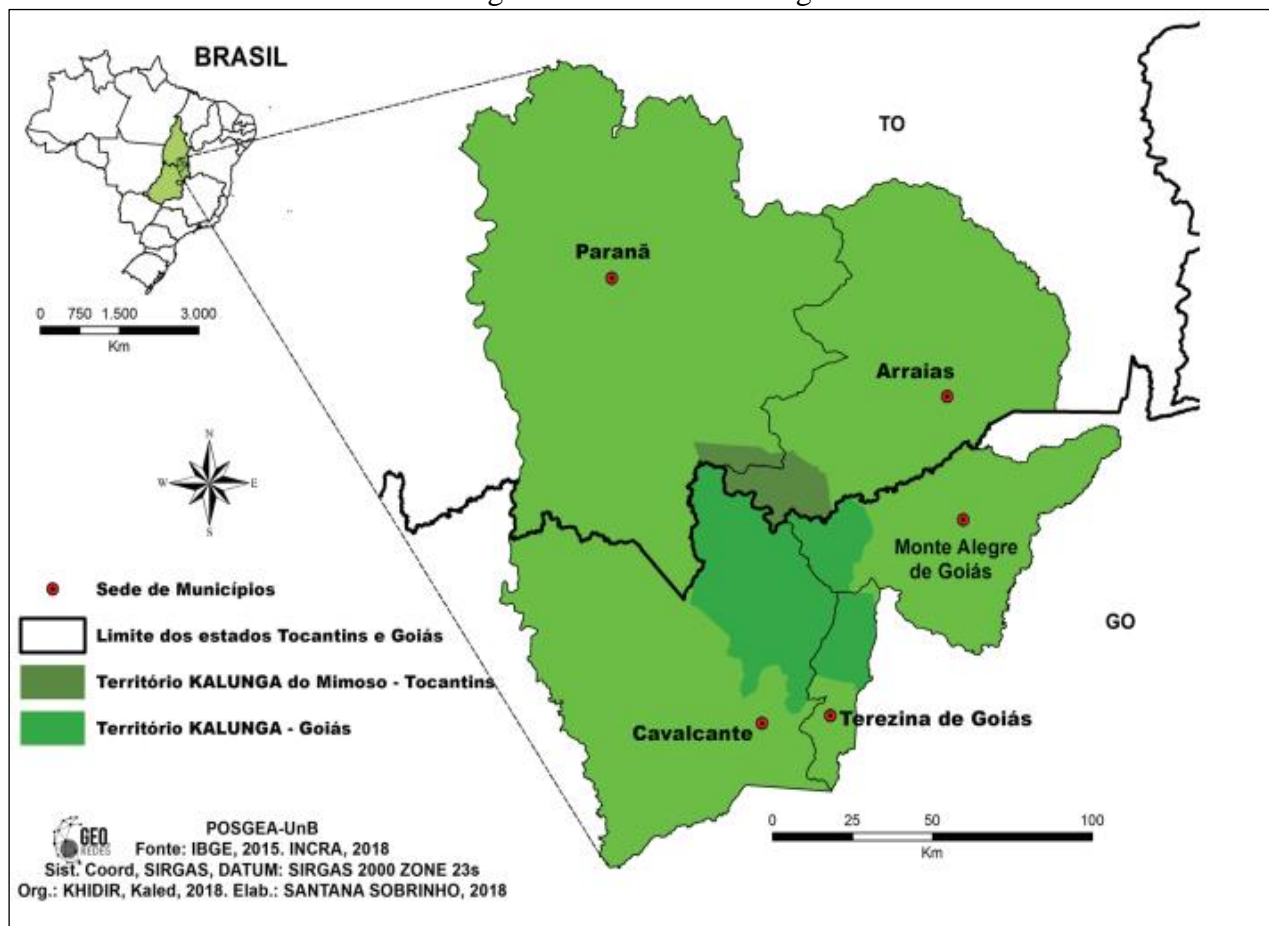 BRASIL
TO
Paranã
0 750 1.500 3.000
Km
Arraias
N
W E
S
Monte Alegre
de Goiás
Sede de Municípios
GO
Limite dos estados Tocantins e Goiás
Território KALUNGA do Mimoso - Tocantins
Território KALUNGA - Goiás
Cavalcante
Terezina de Goiás
0 25 50 100
Km
GEO
REDES
POSGEA-UnB
Fonte: IBGE, 2015. INCRA, 2018
Sist. Coord, SIRGAS, DATUM: SIRGAS 2000 ZONE 23s
Org.: KHIDIR, Kaled, 2018. Elab.: SANTANA SOBRINHO, 2018